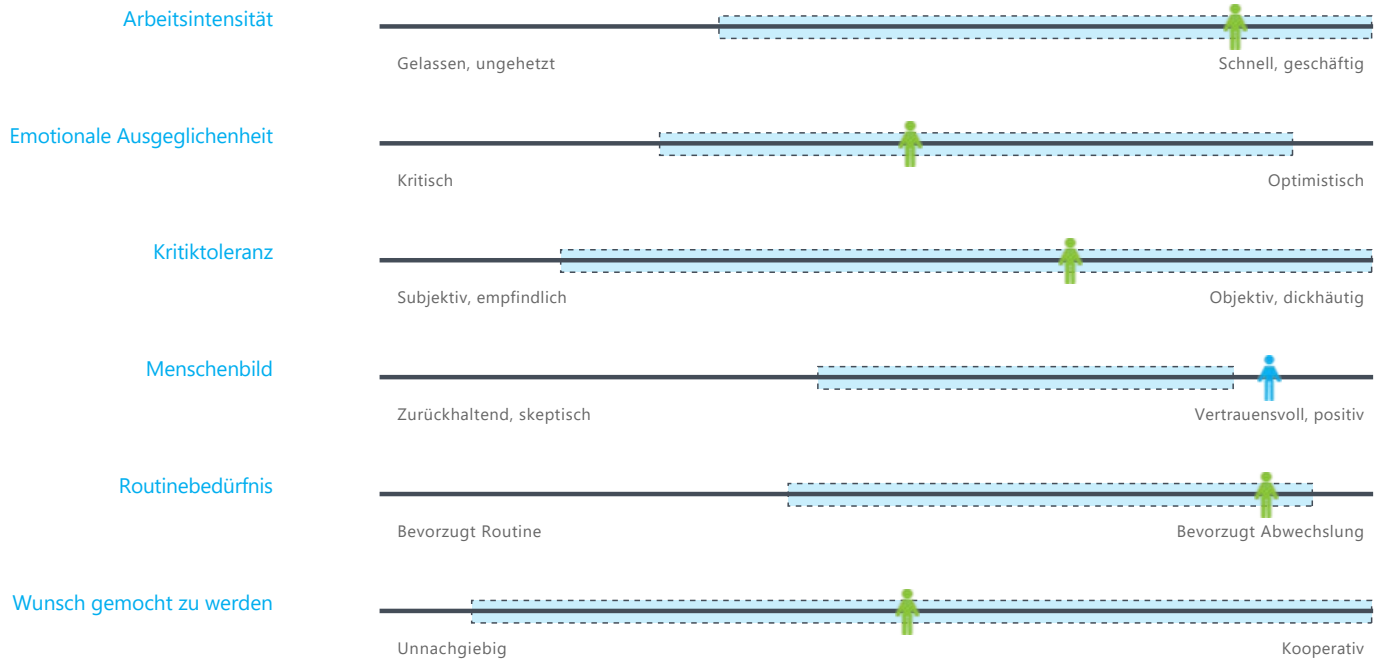 Arbeitsintensität
Gelassen, ungehetzt
Schnell, geschäftig
Emotionale Ausgeglichenheit
Kritisch
Optimistisch
Kritiktoleranz
Subjektiv, empfindlich
Objektiv, dickhäutig
Menschenbild
Zurückhaltend, skeptisch
Vertrauensvoll, positiv
Routinebedürfnis
Bevorzugt Routine
Bevorzugt Abwechslung
Wunsch gemocht zu werden
Unnachgiebig
Kooperativ